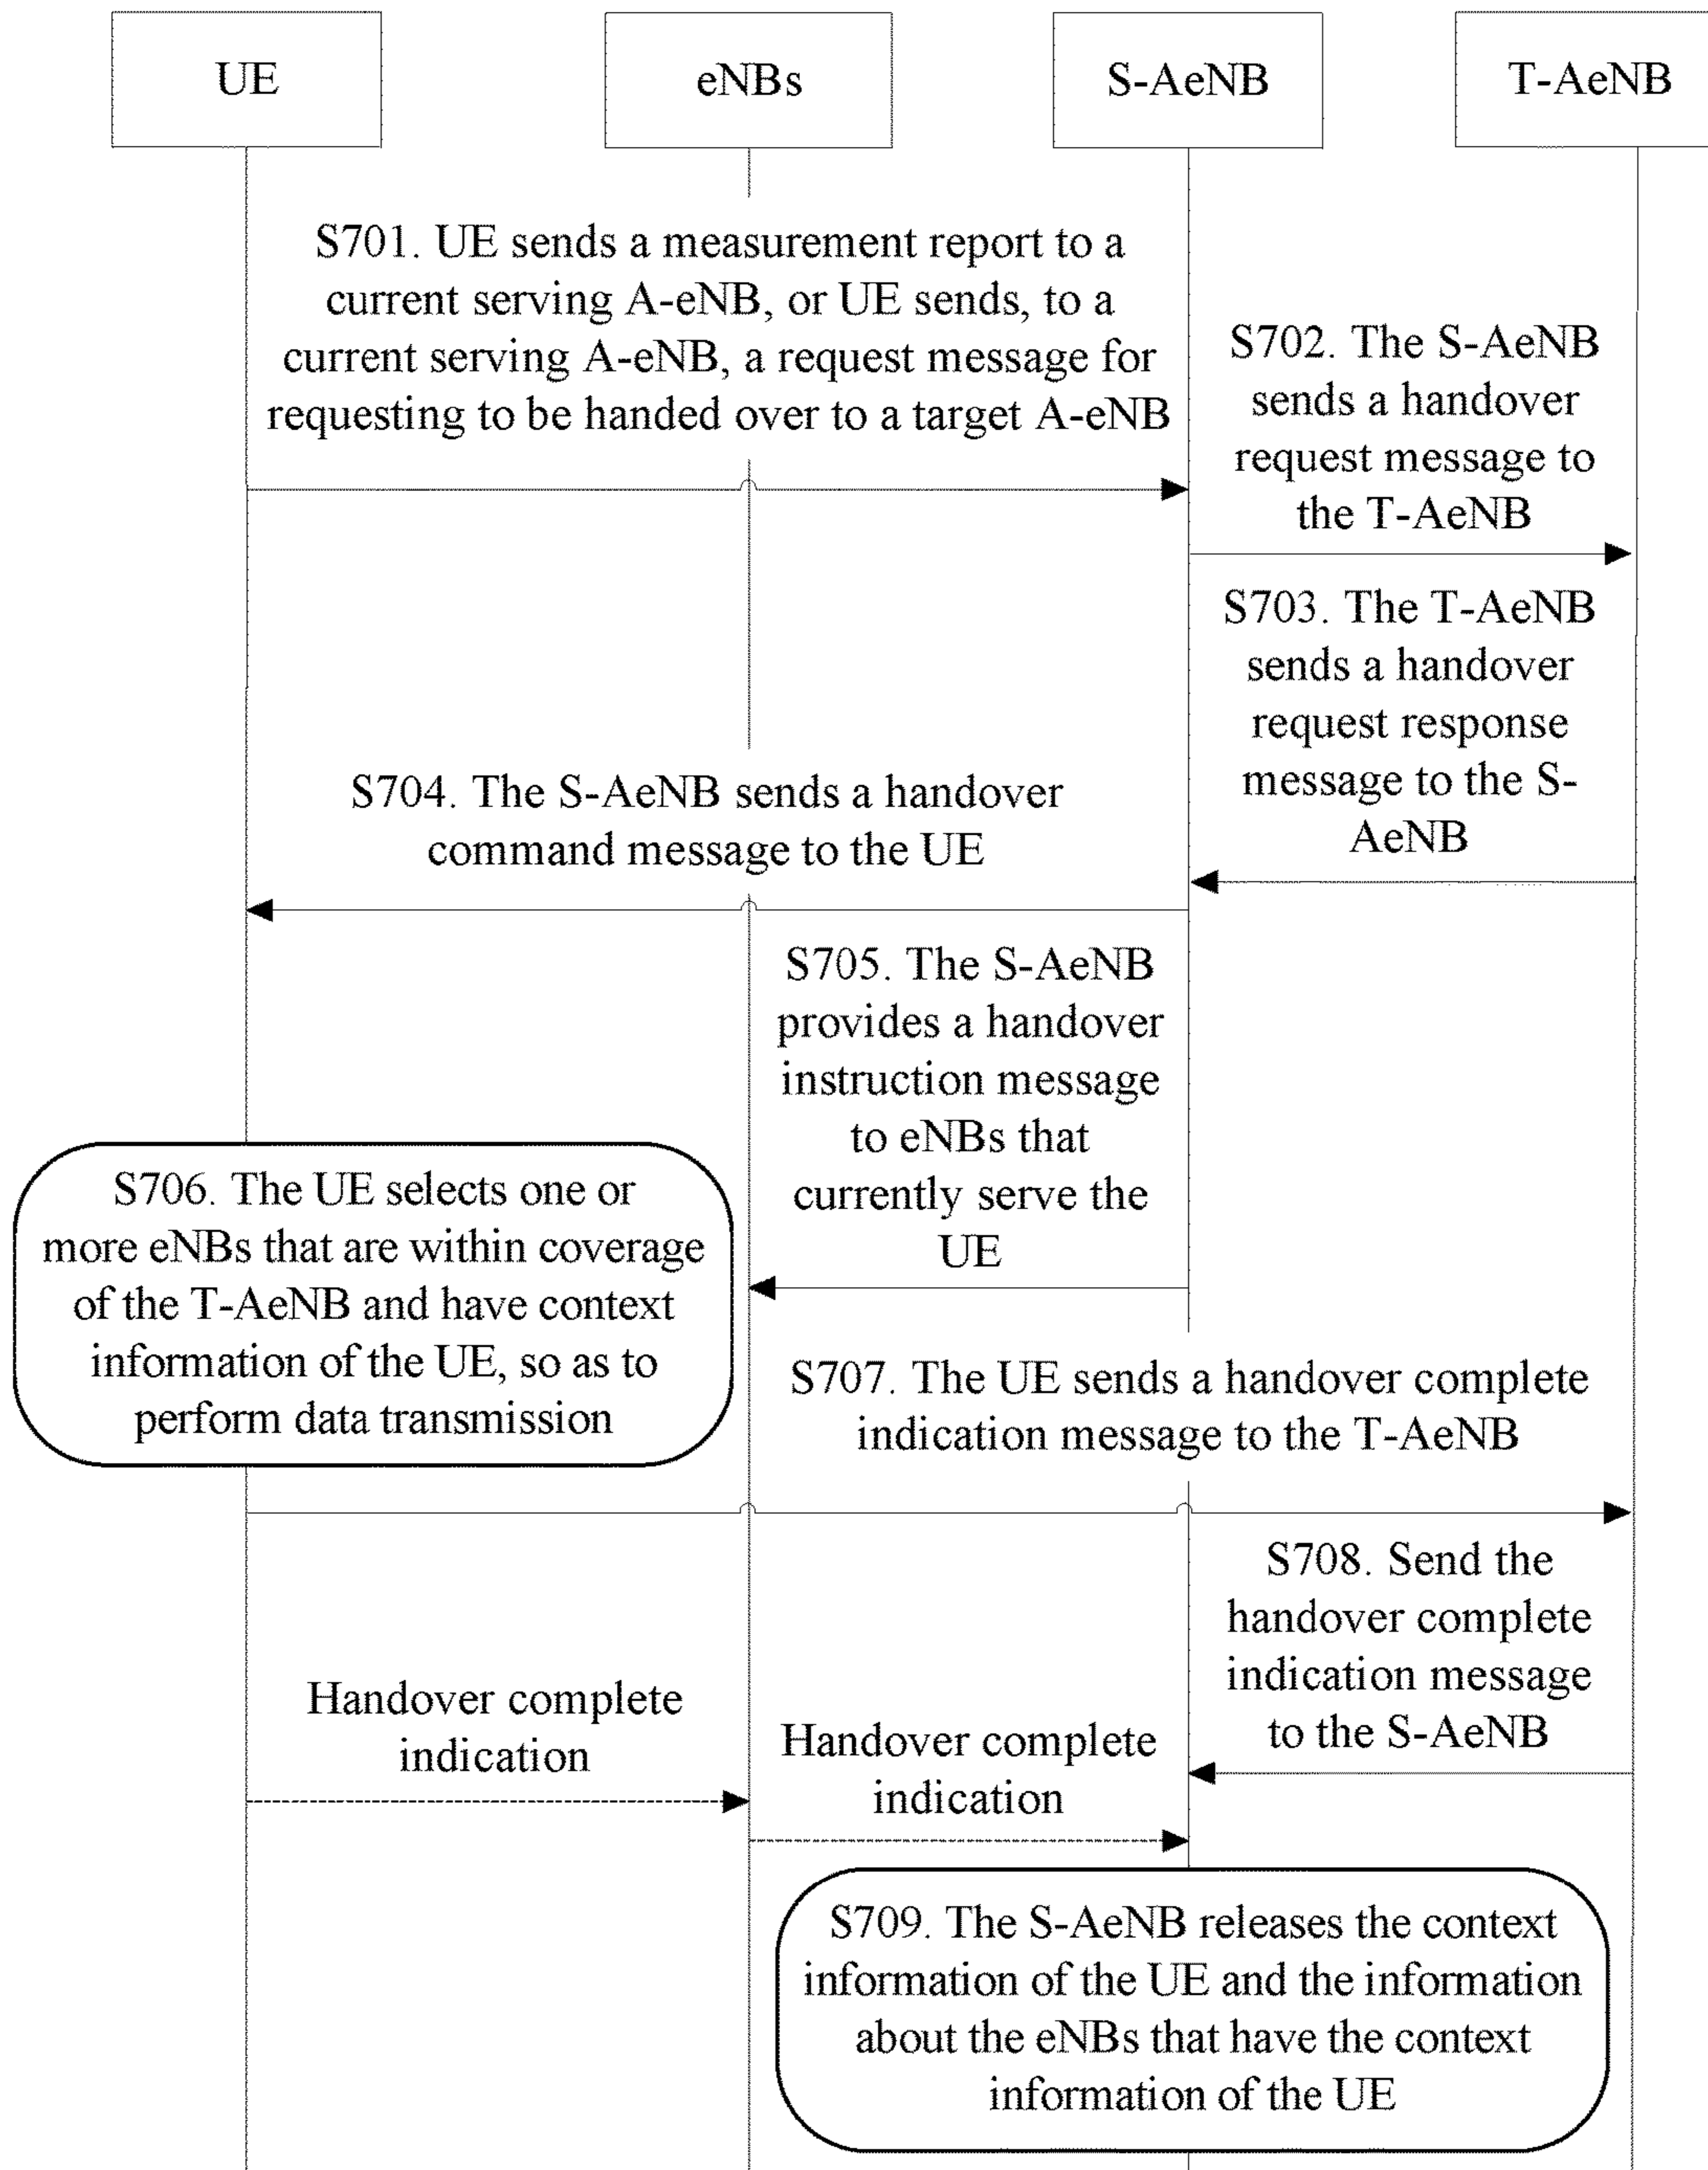 UE
eNBs
S-AeNB
T-AeNB
S701. UE sends a measurement report to a
current serving A-eNB, or UE sends, to a
current serving A-eNB, a request message for
requesting to be handed over to a target A-eNB
S702. The S-AeNB
sends a handover
request message to
the T-AeNB
S703. The T-AeNB
sends a handover
request response
message to the S-
AeNB
S704. The S-AeNB sends a handover
command message to the UE
S705. The S-AeNB
provides a handover
instruction message
to eNBs that
currently serve the
UE
S706. The UE selects one or
more eNBs that are within coverage
of the T-AeNB and have context
information of the UE, so as to
perform data transmission
S707. The UE sends a handover complete
indication message to the T-AeNB
S708. Send the
handover complete
indication message
to the S-AeNB
Handover complete
indication
Handover complete
indication
S709. The S-AeNB releases the context
information of the UE and the information
about the eNBs that have the context
information of the UE